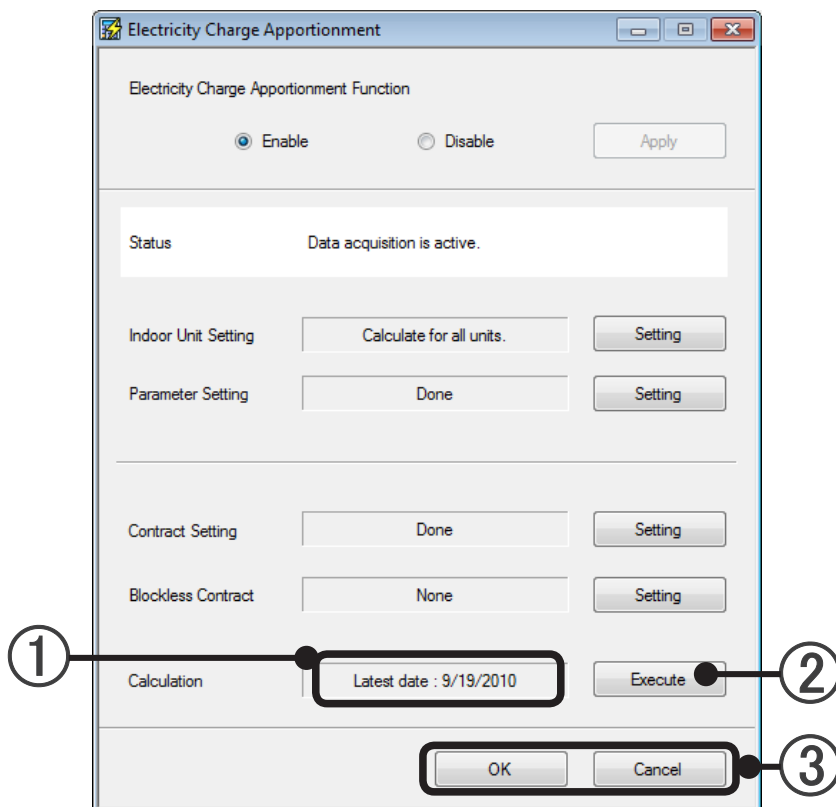 Electricity Charge Apportionment
Electricity Charge Apportionment Function
Enable Disable Apply
Status Data acquisition is active.
Indoor Unit Setting Calculate for all units. Setting
Parameter Setting Done Setting
Contract Setting Done Setting
Blockless Contract None Setting
① Calculation Latest date : 9/19/2010 Execute ②
OK Cancel ③